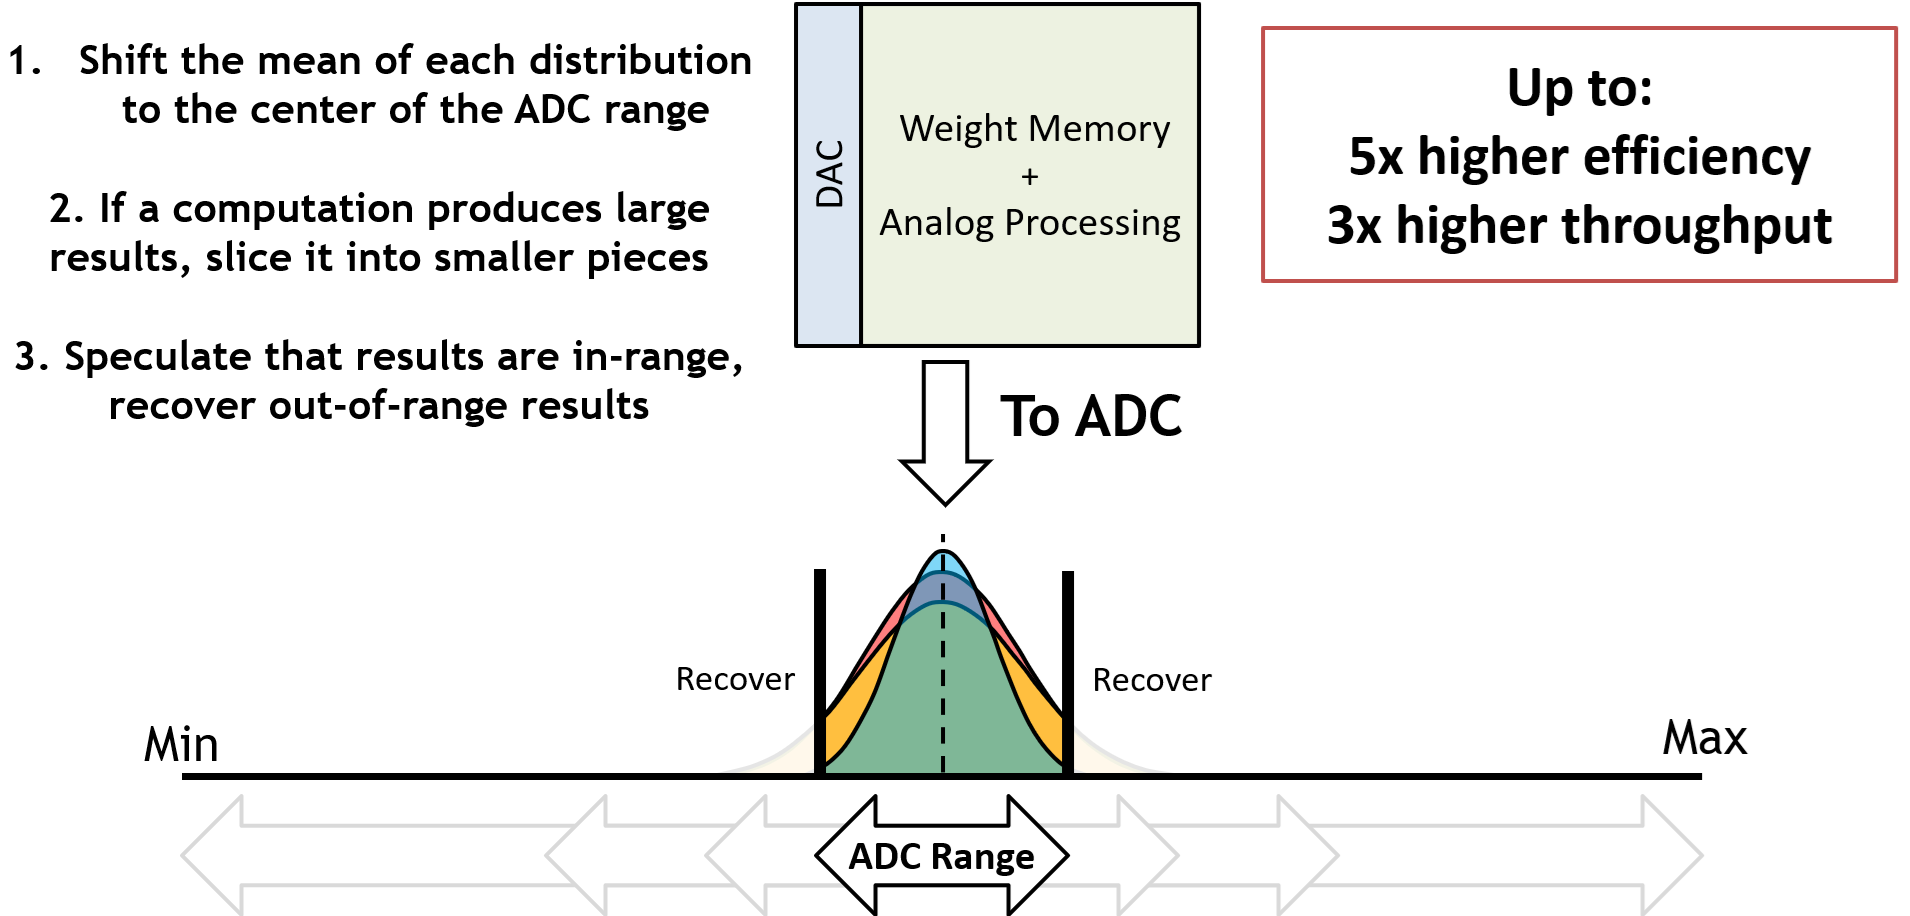 1. Shift the mean of each distribution
to the center of the ADC range
2. If a computation produces large
results, slice it into smaller pieces
3. Speculate that results are in-range,
recover out-of-range results
DAC
Weight Memory
+
Analog Processing
Up to:
5x higher efficiency
3x higher throughput
To ADC
Recover
Recover
Min
Max
ADC Range